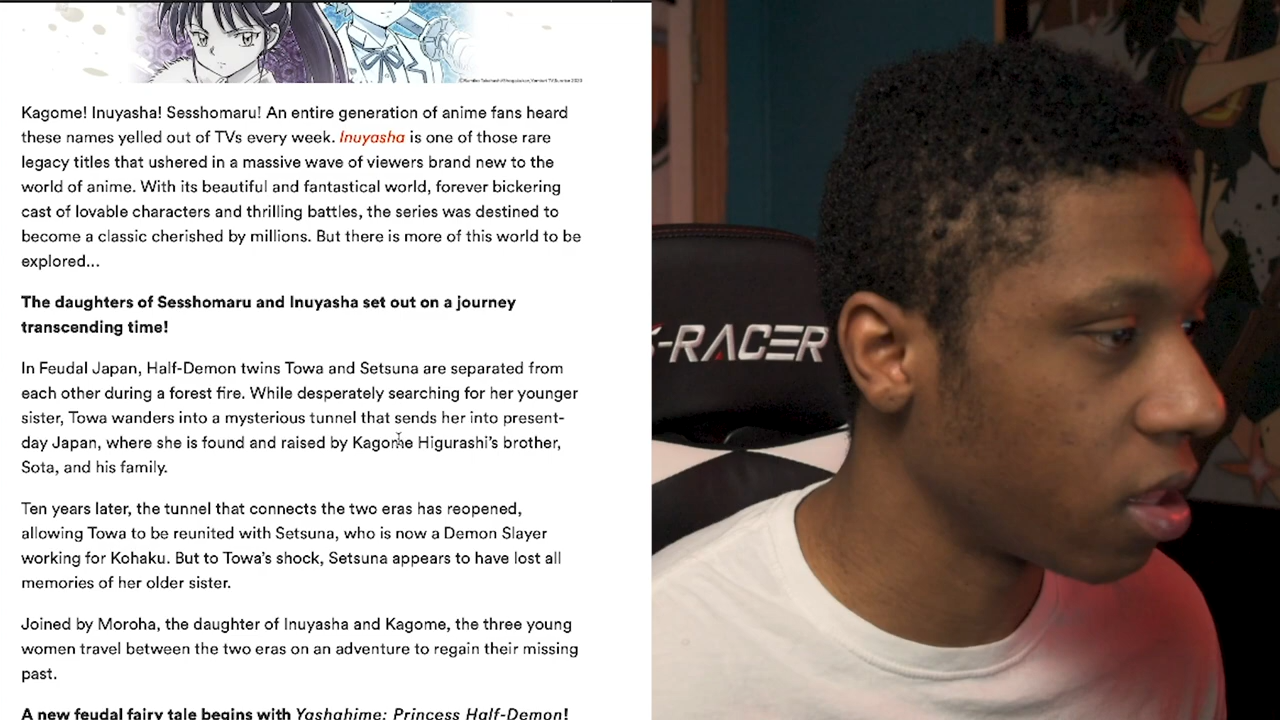 Kagome! Inuyasha! Sesshomaru! An entire generation of anime fans heard
these names yelled out of TVs every week. Inuyasha is one of those rare
legacy titles that ushered in a massive wave of viewers brand new to the
world of anime. With its beautiful and fantastical world, forever bickering
cast of lovable characters and thrilling battles, the series was destined to
become a classic cherished by millions. But there is more of this world to be
explored...
The daughters of Sesshomaru and Inuyasha set out on a journey
transcending time!
In Feudal Japan, Half-Demon twins Towa and Setsuna are separated from
each other during a forest fire. While desperately searching for her younger
sister, Towa wanders into a mysterious tunnel that sends her into present-
day Japan, where she is found and raised by Kagome Higurashi's brother,
Sota, and his family.
Ten years later, the tunnel that connects the two eras has reopened,
allowing Towa to be reunited with Setsuna, who is now a Demon Slayer
working for Kohaku. But to Towa's shock, Setsuna appears to have lost all
memories of her older sister.
Joined by Moroha, the daughter of Inuyasha and Kagome, the three young
women travel between the two eras on an adventure to regain their missing
past.
A new feudal fairy tale begins with Yashahime: Princess Half-Demon!
-RACER